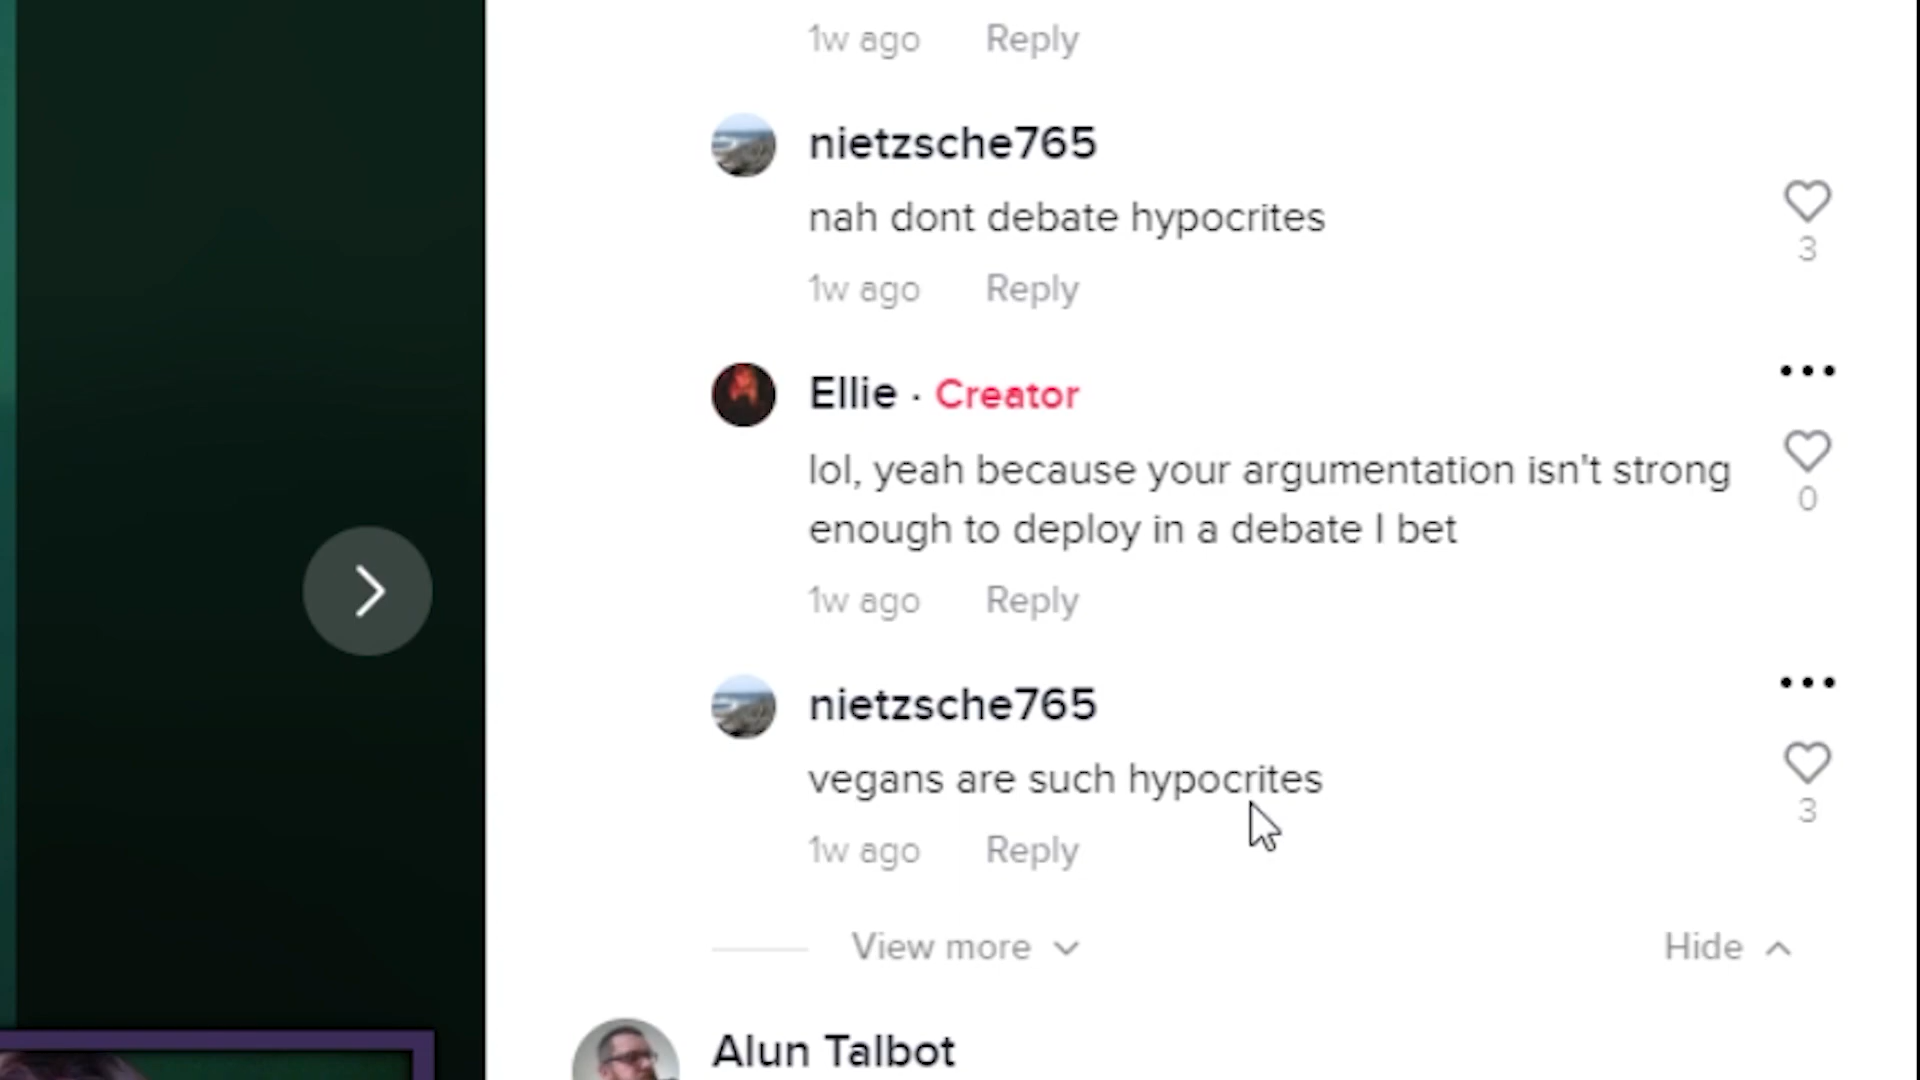 1w ago Reply
nietzsche765
nah dont debate hypocrites
3
1w ago Reply
Ellie · Creator
lol, yeah because your argumentation isn't strong
enough to deploy in a debate I bet
0
1w ago Reply
nietzsche765
vegans are such hypocrites
3
1w ago Reply
View more Hide
Alun Talbot